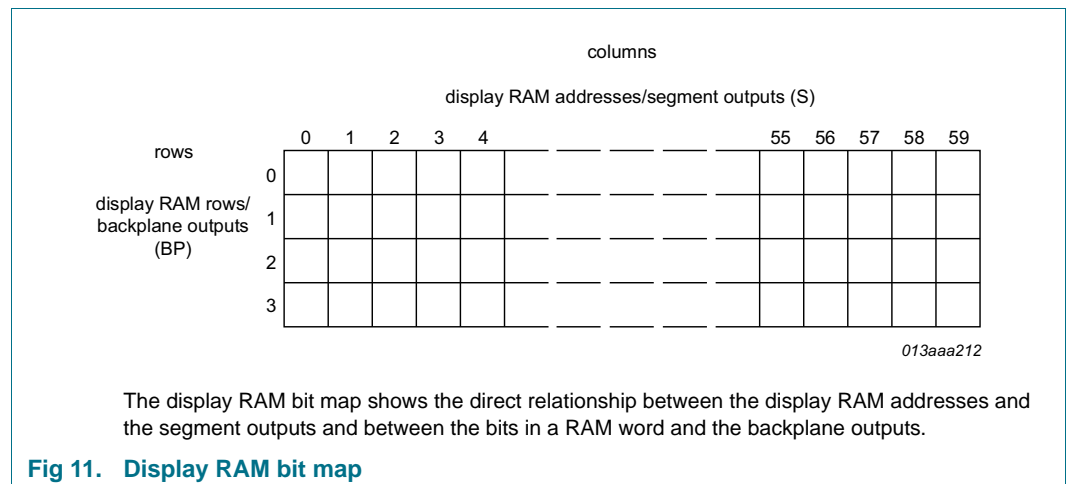 columns
display RAM addresses/segment outputs (S)
0 1 2 3 4 55 56 57 58 59
rows
0
display RAM rows/
backplane outputs
(BP)
1
2
3
013aaa212
The display RAM bit map shows the direct relationship between the display RAM addresses and
the segment outputs and between the bits in a RAM word and the backplane outputs.
Fig 11. Display RAM bit map